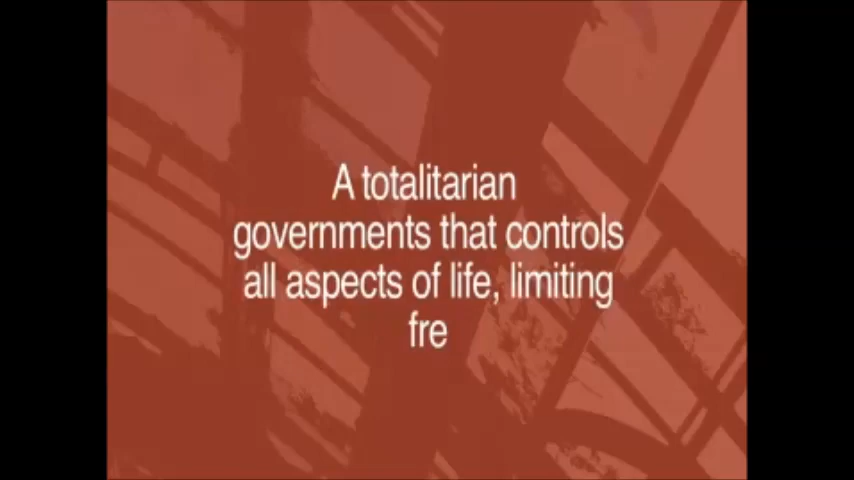 A totalitarian
governments that controls
all aspects of life, limiting
fre